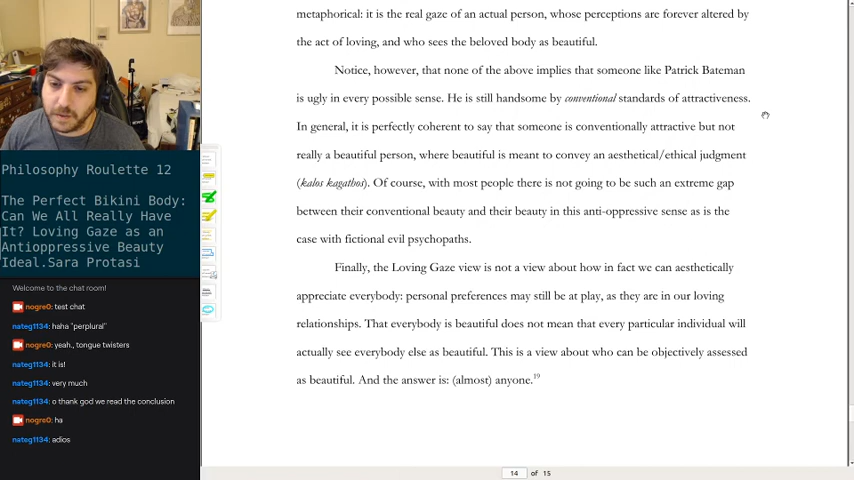 metaphorical: it is the real gaze of an actual person, whose perceptions are forever altered by
the act of loving, and who sees the beloved body as beautiful.
Notice, however, that none of the above implies that someone like Patrick Bateman
is ugly in every possible sense. He is still handsome by conventional standards of attractiveness.
In general, it is perfectly coherent to say that someone is conventionally attractive but not
really a beautiful person, where beautiful is meant to convey an aesthetical/ethical judgment
(kalos kagathos). Of course, with most people there is not going to be such an extreme gap
between their conventional beauty and their beauty in this anti-oppressive sense as is the
case with fictional evil psychopaths.
Finally, the Loving Gaze view is not a view about how in fact we can aesthetically
appreciate everybody: personal preferences may still be at play, as they are in our loving
relationships. That everybody is beautiful does not mean that every particular individual will
actually see everybody else as beautiful. This is a view about who can be objectively assessed
as beautiful. And the answer is: (almost) anyone.19
14 of 15
Philosophy Roulette 12
The Perfect Bikini Body:
Can We All Really Have
It? Loving Gaze as an
Antioppressive Beauty
Ideal.Sara Protasi
Welcome to the chat room!
nogre0: test chat
nateg1134: haha "perplural"
nogre0: yeah., tongue twisters
nateg1134: it is!
nateg1134: very much
nateg1134: o thank god we read the conclusion
nogre0: ha
nateg1134: adios